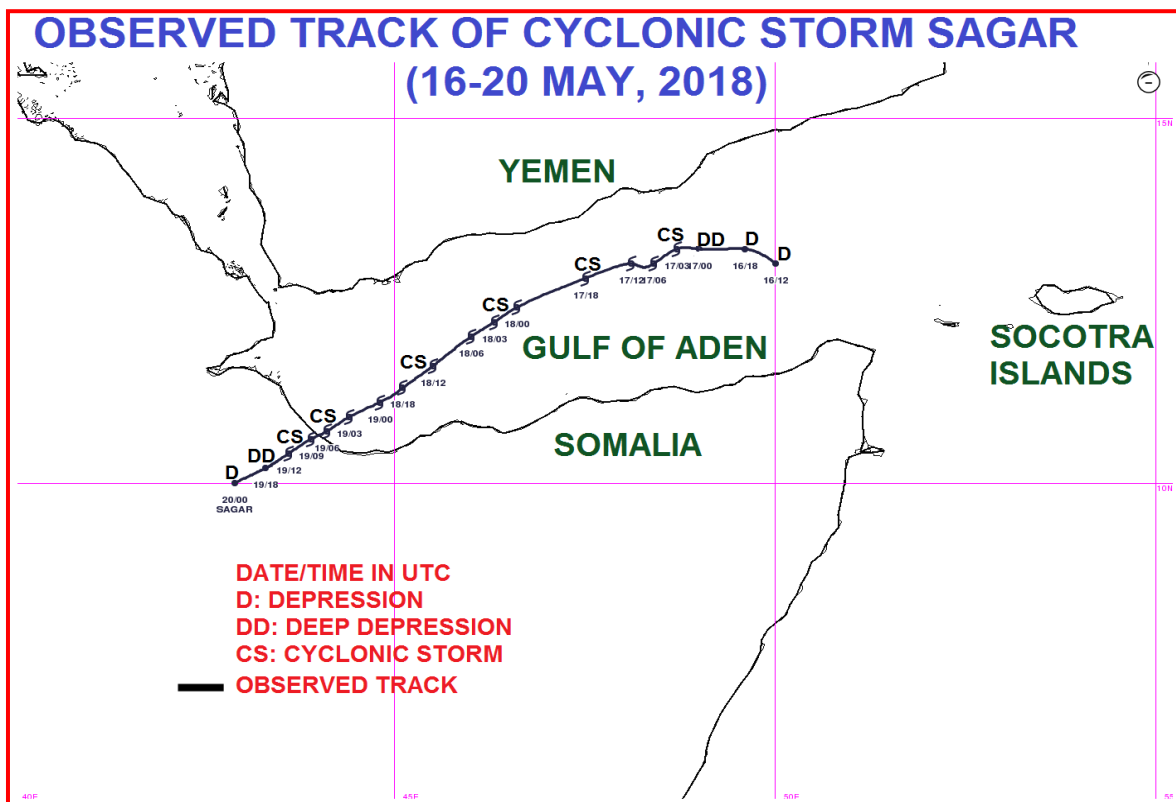 OBSERVED TRACK OF CYCLONIC STORM SAGAR
(16-20 MAY, 2018)
15N
YEMEN
CS
DD
D
D
17/03
17/00
16/18
16/12
CS
17/18
17/12
17/06
CS
18/00
18/03
18/06
GULF OF ADEN
SOCOTRA
ISLANDS
CS
18/12
18/18
19/00
CS
19/03
CS
19/06
19/09
SOMALIA
DD
19/12
D
19/18
10N
20/00
SAGAR
DATE/TIME IN UTC
D: DEPRESSION
DD: DEEP DEPRESSION
CS: CYCLONIC STORM
OBSERVED TRACK
40E
45E
50E